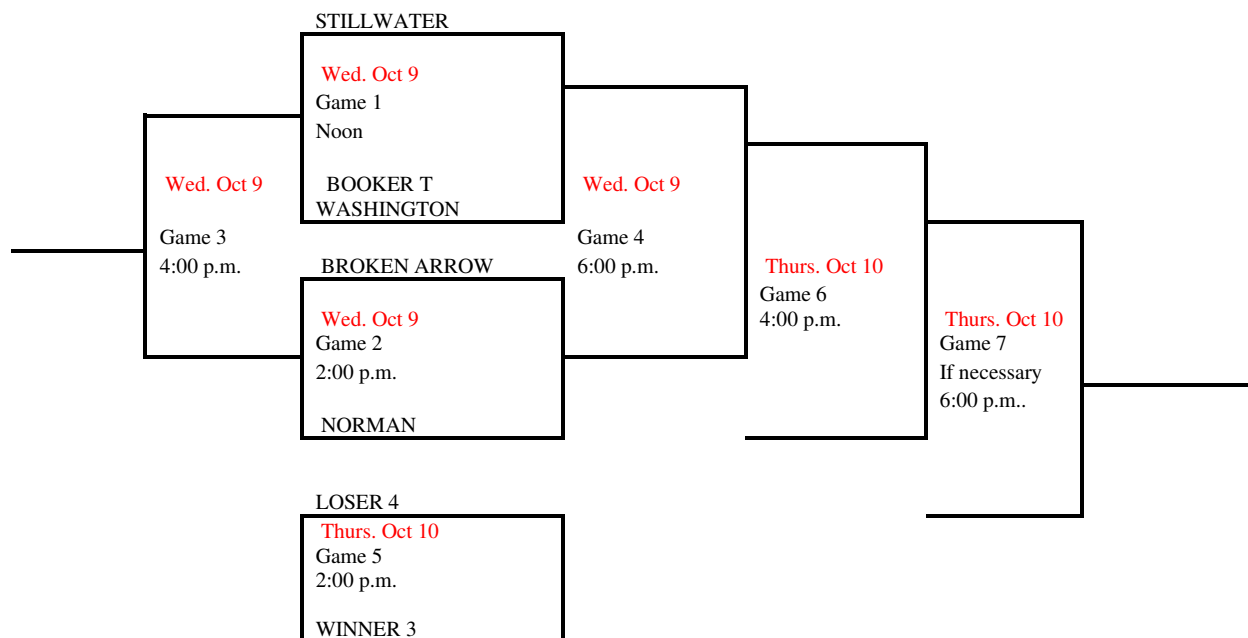 STILLWATER
Wed. Oct 9
Game 1
Noon
BOOKER T
WASHINGTON
Wed. Oct 9
Game 3
4:00 p.m.
Wed. Oct 9
Game 4
6:00 p.m.
BROKEN ARROW
Wed. Oct 9
Game 2
2:00 p.m.
NORMAN
Thurs. Oct 10
Game 6
4:00 p.m.
Thurs. Oct 10
Game 7
If necessary
6:00 p.m..
LOSER 4
Thurs. Oct 10
Game 5
2:00 p.m.
WINNER 3